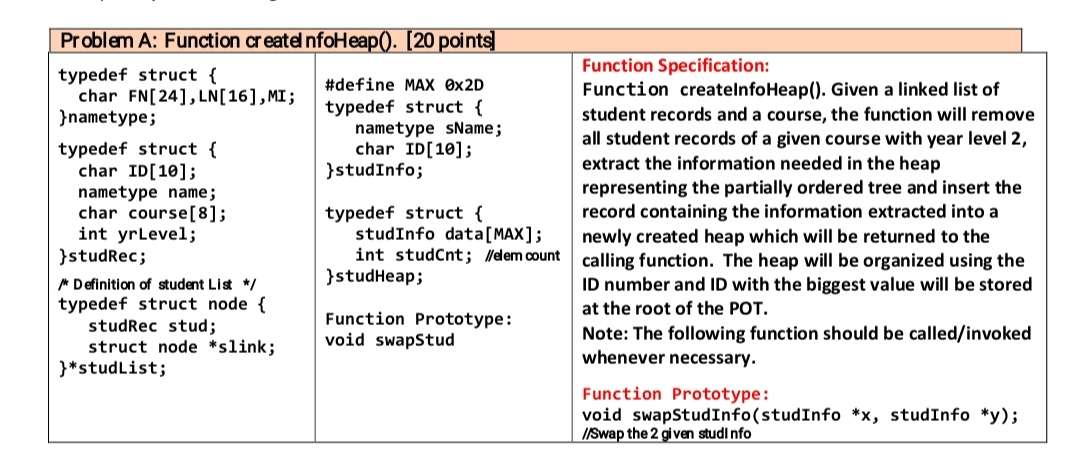 Problem A: Function createInfoHeap(). [20 points]
typedef struct {
char FN[24],LN[16],MI;
}nametype;
typedef struct {
char ID[10];
nametype name;
char course[8];
int yrLevel;
}studRec;
/* Definition of student List */
typedef struct node {
studRec stud;
struct node *slink;
}*studList;
#define MAX 0x2D
typedef struct {
nametype sName;
char ID[10];
}studInfo;
typedef struct {
studInfo data[MAX];
int studCnt; //elem count
}studHeap;
Function Prototype:
void swapStud
Function Specification:
Function createInfoHeap(). Given a linked list of
student records and a course, the function will remove
all student records of a given course with year level 2,
extract the information needed in the heap
representing the partially ordered tree and insert the
record containing the information extracted into a
newly created heap which will be returned to the
calling function. The heap will be organized using the
ID number and ID with the biggest value will be stored
at the root of the POT.
Note: The following function should be called/invoked
whenever necessary.
Function Prototype:
void swapStudInfo(studInfo *x, studInfo *y);
//Swap the 2 given studInfo